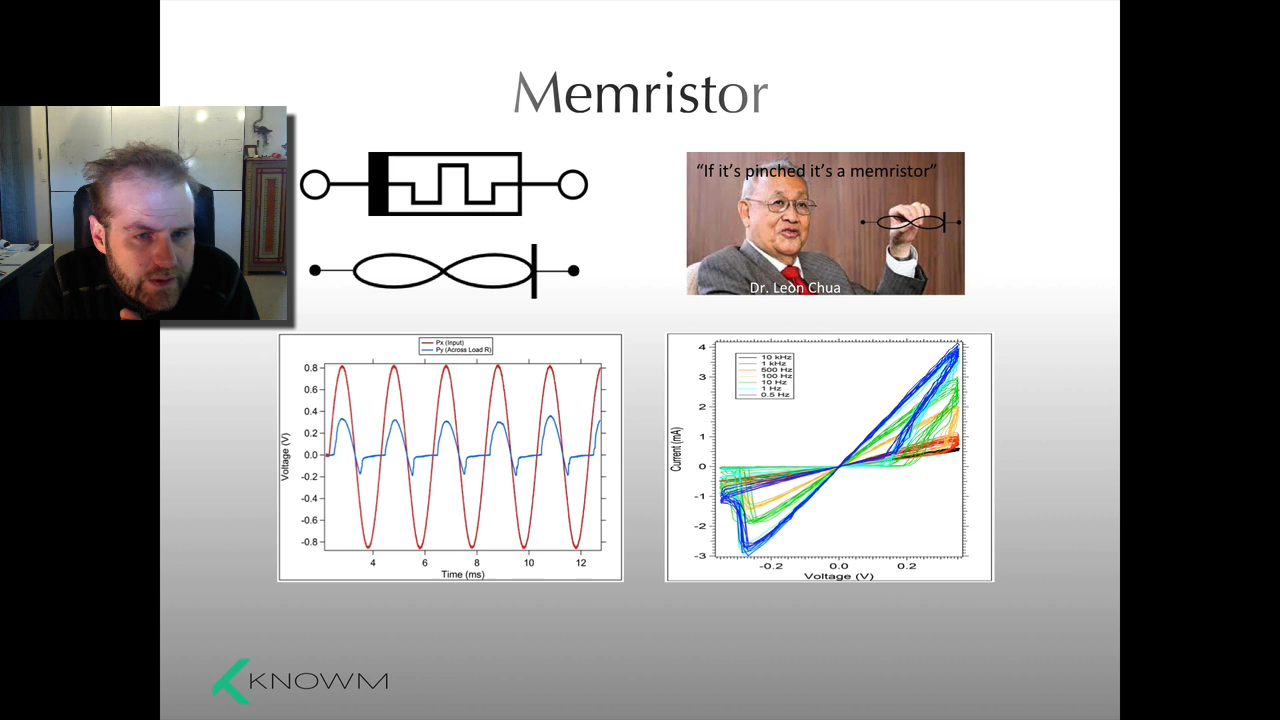 Memristor
“If it’s pinched it’s a memristor”
Dr. Leon Chua
Px (Input)
Py (Across Load R)
0.8
0.6
0.4
0.2
0.0
-0.2
-0.4
-0.6
-0.8
Voltage (V)
4 6 8 10 12
Time (ms)
10 kHz
1 kHz
500 Hz
100 Hz
10 Hz
1 Hz
0.5 Hz
4
3
2
1
0
-1
-2
-3
Current (mA)
-0.2 0.0 0.2
Voltage (V)
KNOWM